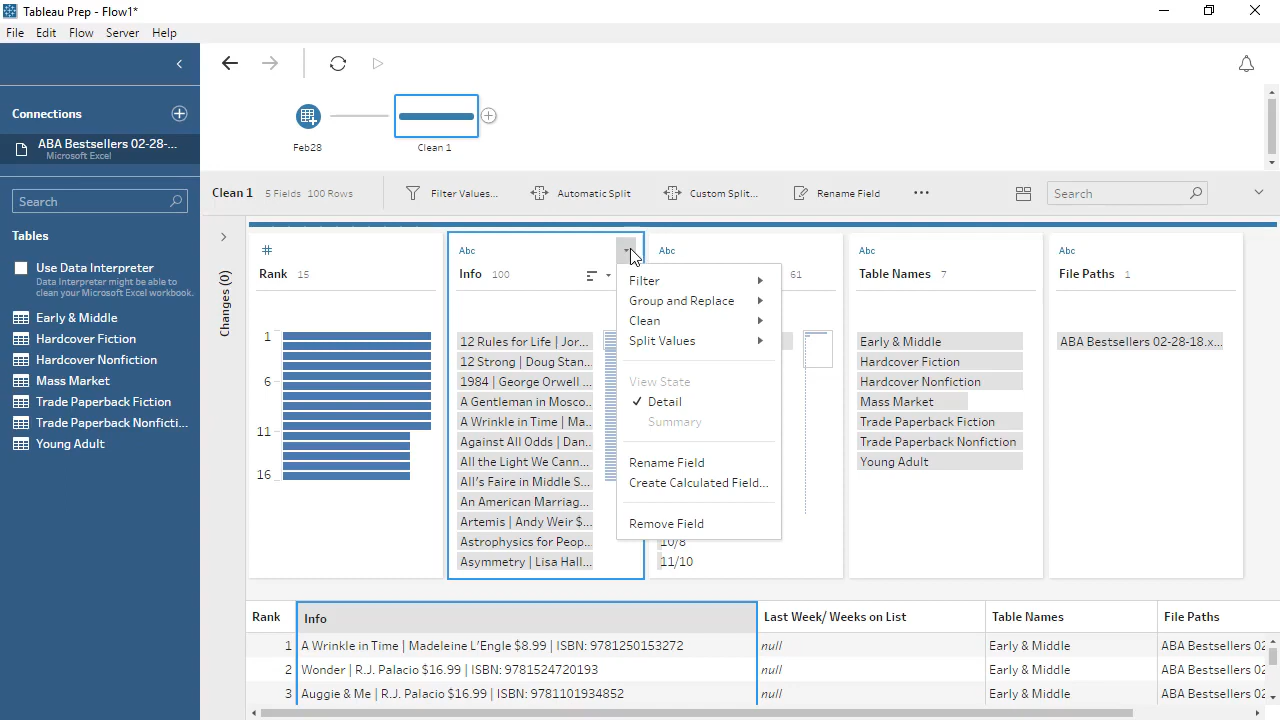 Tableau Prep - Flow1*
File Edit Flow Server Help
Connections
ABA Bestsellers 02-28-...
Microsoft Excel
Search
Tables
Use Data Interpreter
Data Interpreter might be able to
clean your Microsoft Excel workbook.
Early & Middle
Hardcover Fiction
Hardcover Nonfiction
Mass Market
Trade Paperback Fiction
Trade Paperback Nonficti...
Young Adult
Feb28
Clean 1
Clean 1 5 Fields 100 Rows Filter Values... Automatic Split Custom Split... Rename Field ••• Search
Changes (0)
#
Rank 15
1
6
11
16
Abc
Info 100
12 Rules for Life | Jor...
12 Strong | Doug Stan...
1984 | George Orwell ...
A Gentleman in Mosco...
A Wrinkle in Time | Ma...
Against All Odds | Dan...
All the Light We Cann...
All's Faire in Middle S...
An American Marriag...
Artemis | Andy Weir $...
Astrophysics for Peop...
Asymmetry | Lisa Hall...
Filter
Group and Replace
Clean
Split Values
View State
✓ Detail
Summary
Rename Field
Create Calculated Field...
Remove Field
Abc
61
10/8
11/10
Abc
Table Names 7
Early & Middle
Hardcover Fiction
Hardcover Nonfiction
Mass Market
Trade Paperback Fiction
Trade Paperback Nonfiction
Young Adult
Abc
File Paths 1
ABA Bestsellers 02-28-18.x...
Rank Info Last Week/ Weeks on List Table Names File Paths
1 A Wrinkle in Time | Madeleine L’Engle $8.99 | ISBN: 9781250153272 null Early & Middle ABA Bestsellers 02
2 Wonder | R.J. Palacio $16.99 | ISBN: 9781524720193 null Early & Middle ABA Bestsellers 02
3 Auggie & Me | R.J. Palacio $16.99 | ISBN: 9781101934852 null Early & Middle ABA Bestsellers 02